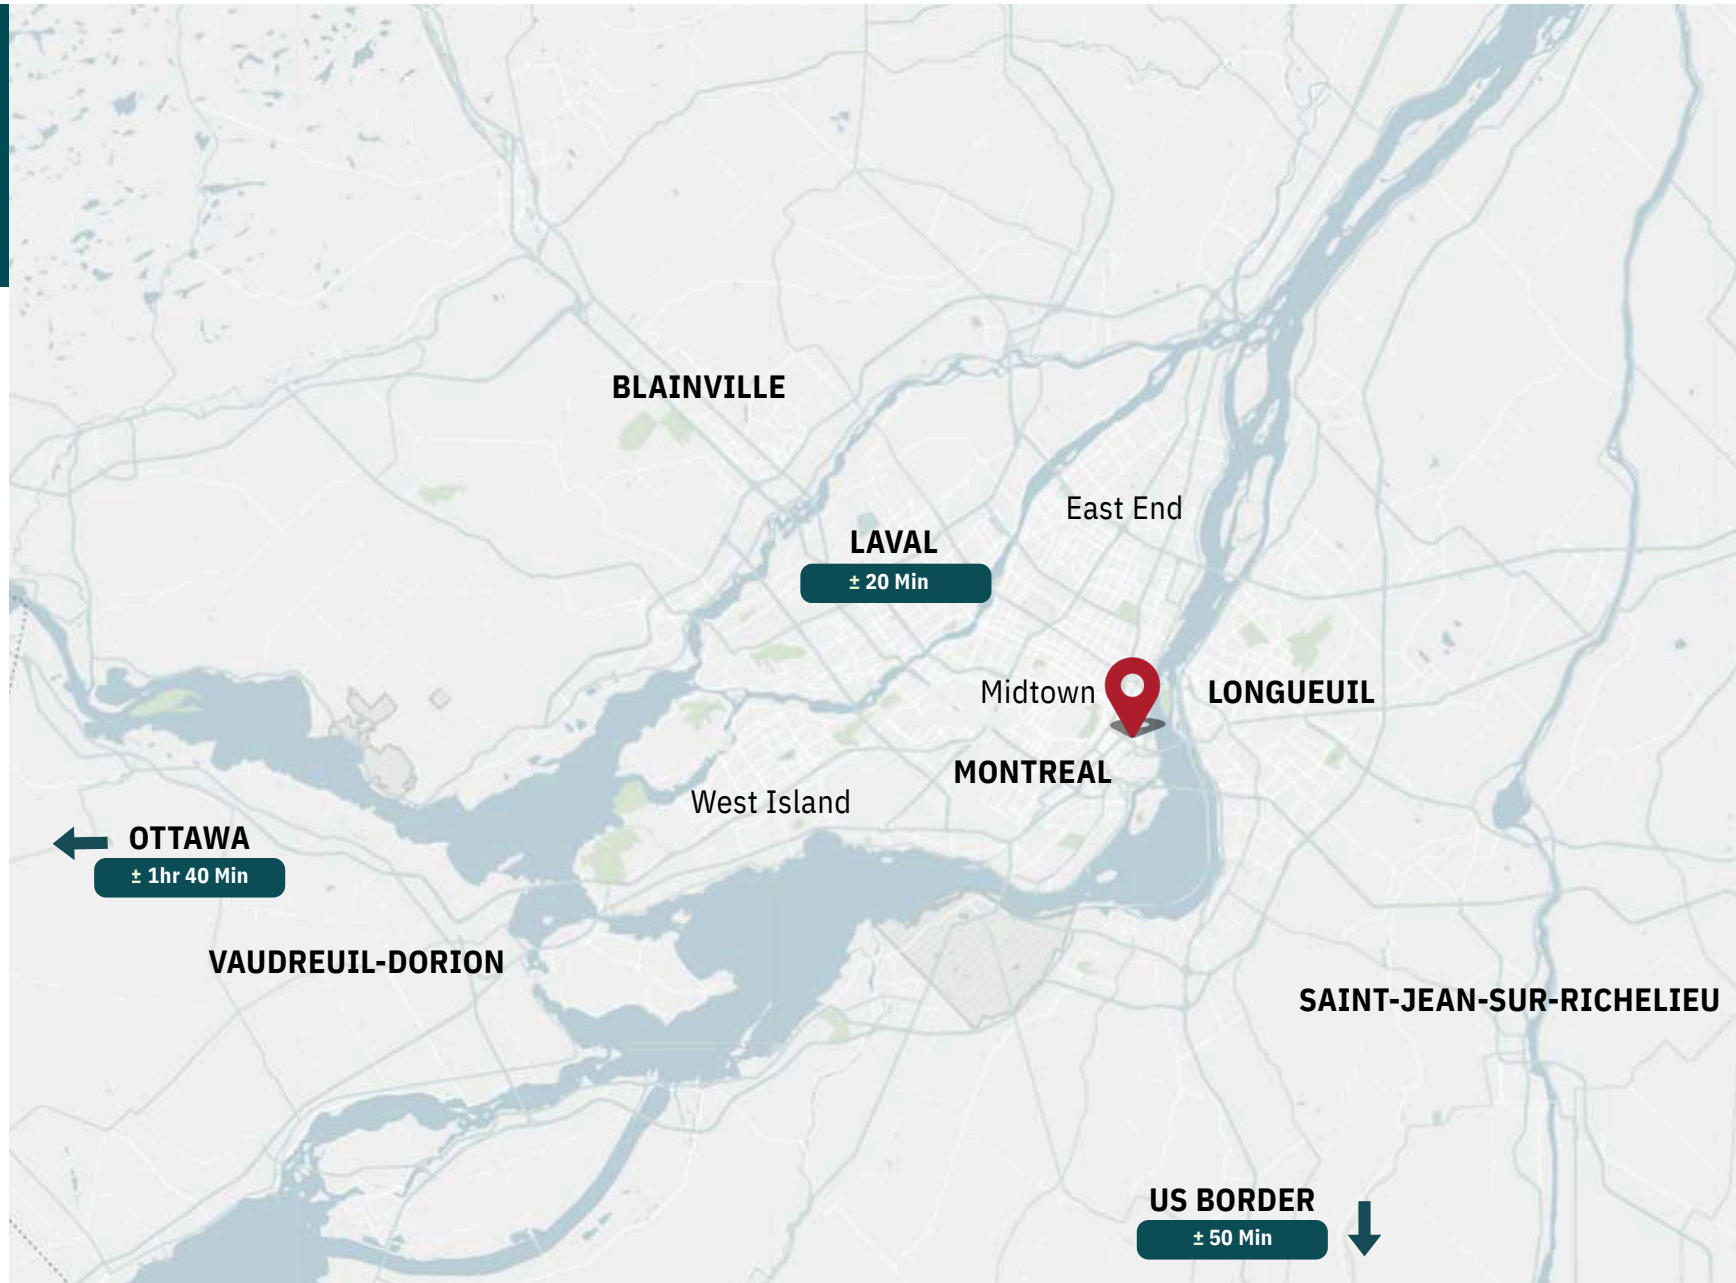 BLAINVILLE
East End
LAVAL
± 20 Min
Midtown
LONGUEUIL
MONTREAL
West Island
OTTAWA
± 1hr 40 Min
VAUDREUIL-DORION
SAINT-JEAN-SUR-RICHELIEU
US BORDER
± 50 Min